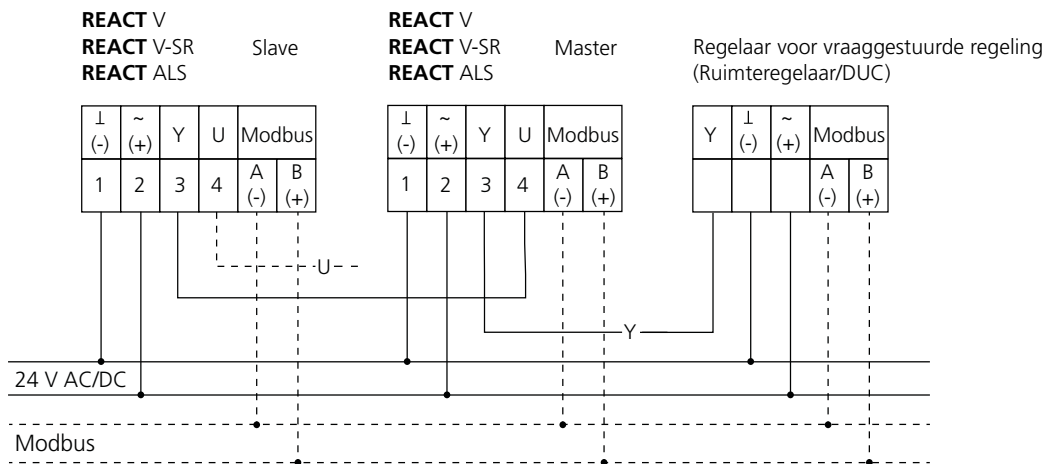 REACT V
REACT V-SR
REACT ALS
Slave
REACT V
REACT V-SR
REACT ALS
Master
Regelaar voor vraaggestuurde regeling
(Ruimteregelaar/DUC)
⊥ (-) ~ (+) Y U Modbus
1 2 3 4 A (-) B (+)
⊥ (-) ~ (+) Y U Modbus
1 2 3 4 A (-) B (+)
Y ⊥ (-) ~ (+) Modbus
A (-) B (+)
U
Y
24 V AC/DC
Modbus